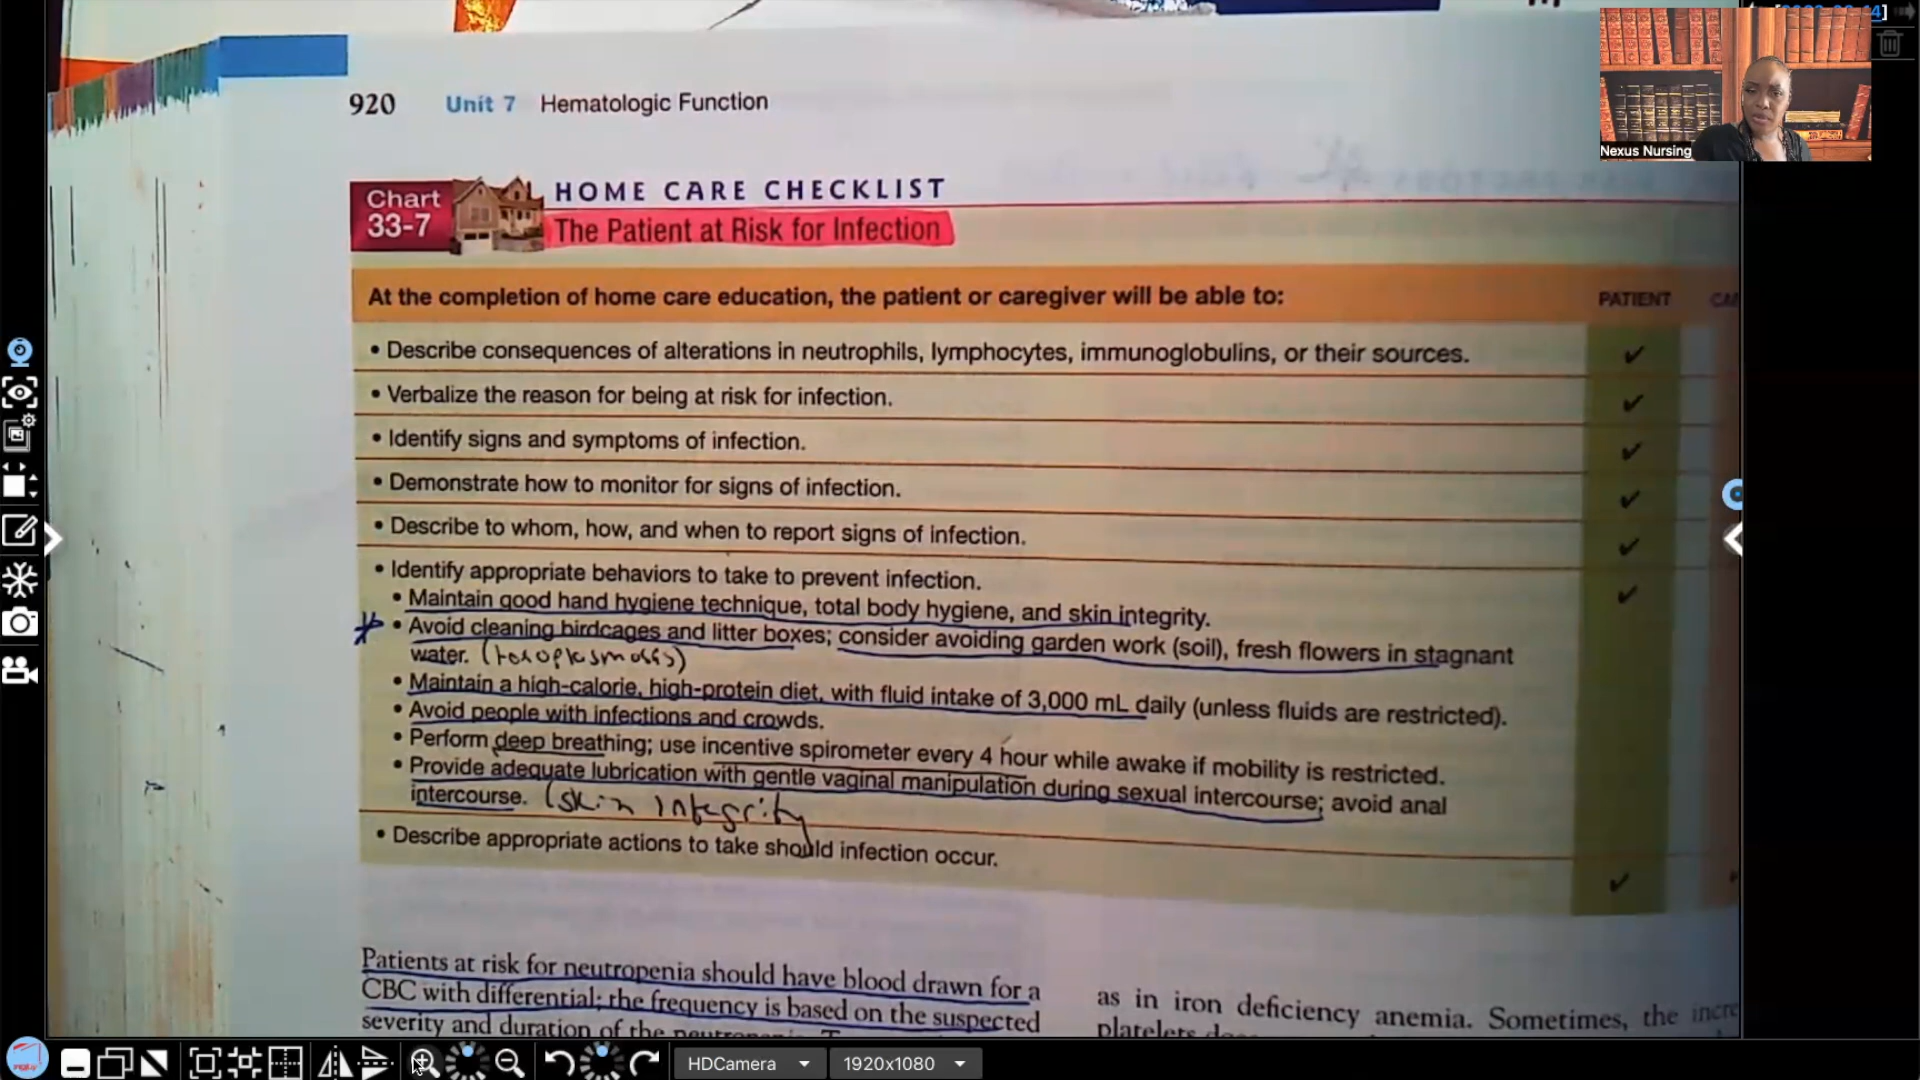 920 Unit 7 Hematologic Function
Nexus Nursing
Chart
33-7
HOME CARE CHECKLIST
The Patient at Risk for Infection
At the completion of home care education, the patient or caregiver will be able to: PATIENT
• Describe consequences of alterations in neutrophils, lymphocytes, immunoglobulins, or their sources. ✓
• Verbalize the reason for being at risk for infection. ✓
• Identify signs and symptoms of infection. ✓
• Demonstrate how to monitor for signs of infection. ✓
• Describe to whom, how, and when to report signs of infection. ✓
• Identify appropriate behaviors to take to prevent infection. ✓
• Maintain good hand hygiene technique, total body hygiene, and skin integrity.
* • Avoid cleaning birdcages and litter boxes; consider avoiding garden work (soil), fresh flowers in stagnant
water. (toxoplasmosis)
• Maintain a high-calorie, high-protein diet, with fluid intake of 3,000 mL daily (unless fluids are restricted).
• Avoid people with infections and crowds.
• Perform deep breathing; use incentive spirometer every 4 hour while awake if mobility is restricted.
• Provide adequate lubrication with gentle vaginal manipulation during sexual intercourse; avoid anal
intercourse. (skin integrity
• Describe appropriate actions to take should infection occur. ✓
Patients at risk for neutropenia should have blood drawn for a
CBC with differential; the frequency is based on the suspected
severity and duration of the neutropenia.
as in iron deficiency anemia. Sometimes, the
platelets
HDCamera 1920x1080